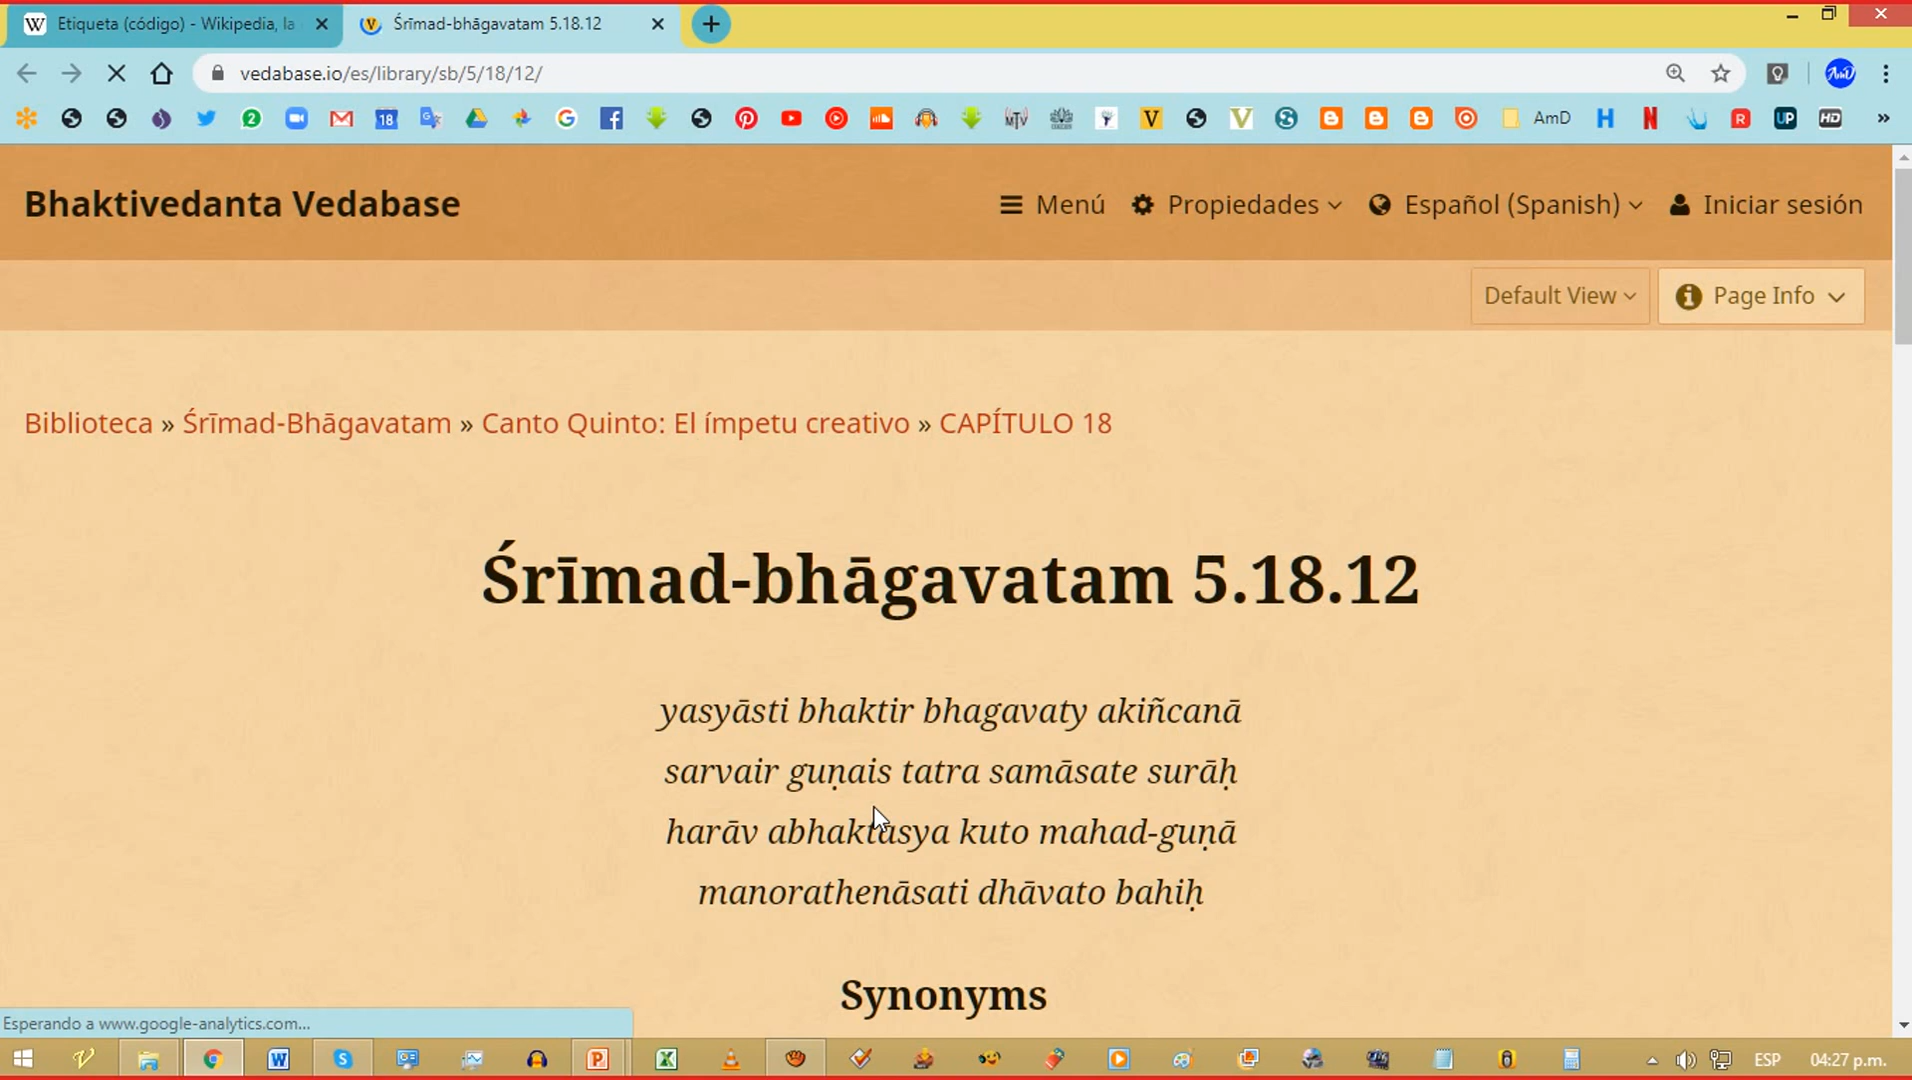 Etiqueta (código) - Wikipedia, la
Śrīmad-bhāgavatam 5.18.12
vedabase.io/es/library/sb/5/18/12/
AmD
Bhaktivedanta Vedabase
Menú
Propiedades
Español (Spanish)
Iniciar sesión
Default View
Page Info
Biblioteca » Śrīmad-Bhāgavatam » Canto Quinto: El ímpetu creativo » CAPÍTULO 18
Śrīmad-bhāgavatam 5.18.12
yasyāsti bhaktir bhagavaty akiñcanā
sarvair guṇais tatra samāsate surāḥ
harāv abhaktasya kuto mahad-guṇā
manorathenāsati dhāvato bahiḥ
Synonyms
Esperando a www.google-analytics.com...
ESP
04:27 p.m.